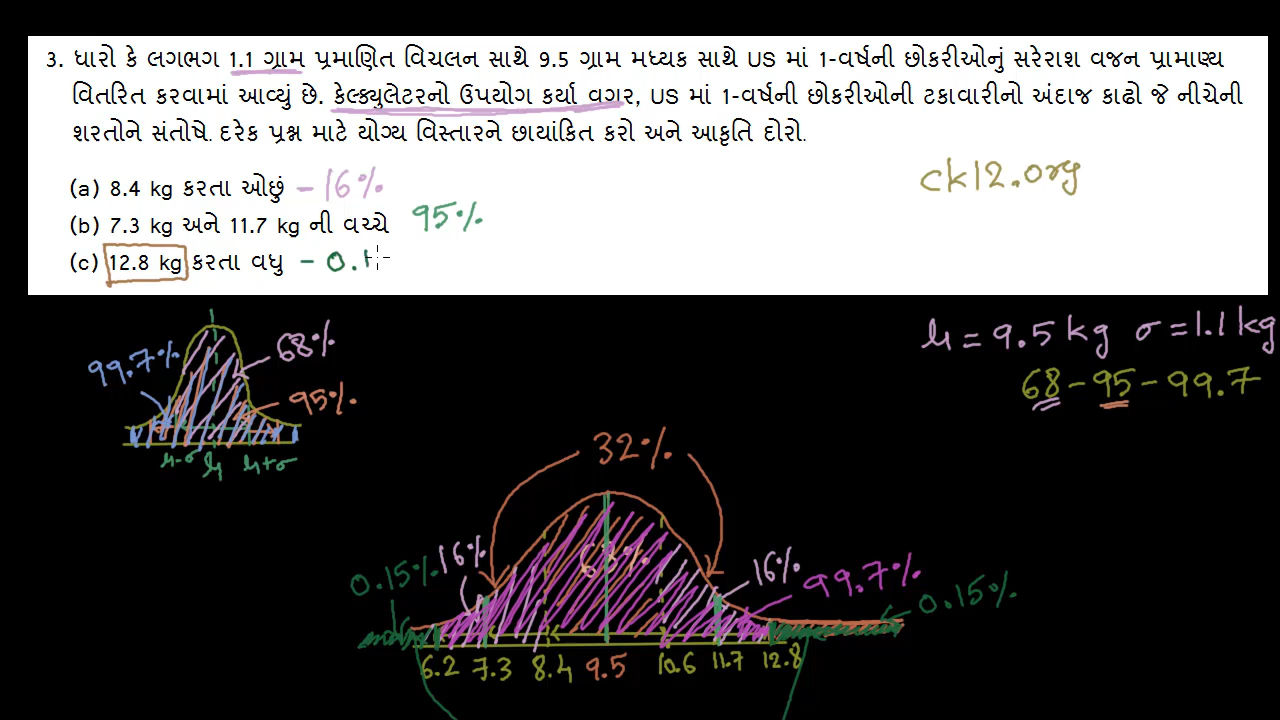 3. ધારો કે લગભગ 1.1 ગ્રામ પ્રમાણિત વિચલન સાથે 9.5 ગ્રામ મધ્યક સાથે US માં 1-વર્ષની છોકરીઓનું સરેરાશ વજન પ્રામાણ્ય
વિતરિત કરવામાં આવ્યું છે. કેલ્ક્યુલેટરનો ઉપયોગ કર્યા વગર, US માં 1-વર્ષની છોકરીઓની ટકાવારીનો અંદાજ કાઢો જે નીચેની
શરતોને સંતોષે. દરેક પ્રશ્ન માટે યોગ્ય વિસ્તારને છાયાંકિત કરો અને આકૃતિ દોરો.
ck12.org
(a) 8.4 kg કરતા ઓછું – 16%
(b) 7.3 kg અને 11.7 kg ની વચ્ચે 95%
(c) 12.8 kg કરતા વધુ – 0.1
μ = 9.5 kg σ = 1.1 kg
68 – 95 – 99.7
99.7% 68%
95%
μ-σ μ μ+σ
32%
0.15% 16% 68% 16% 99.7% 0.15%
6.2 7.3 8.4 9.5 10.6 11.7 12.8